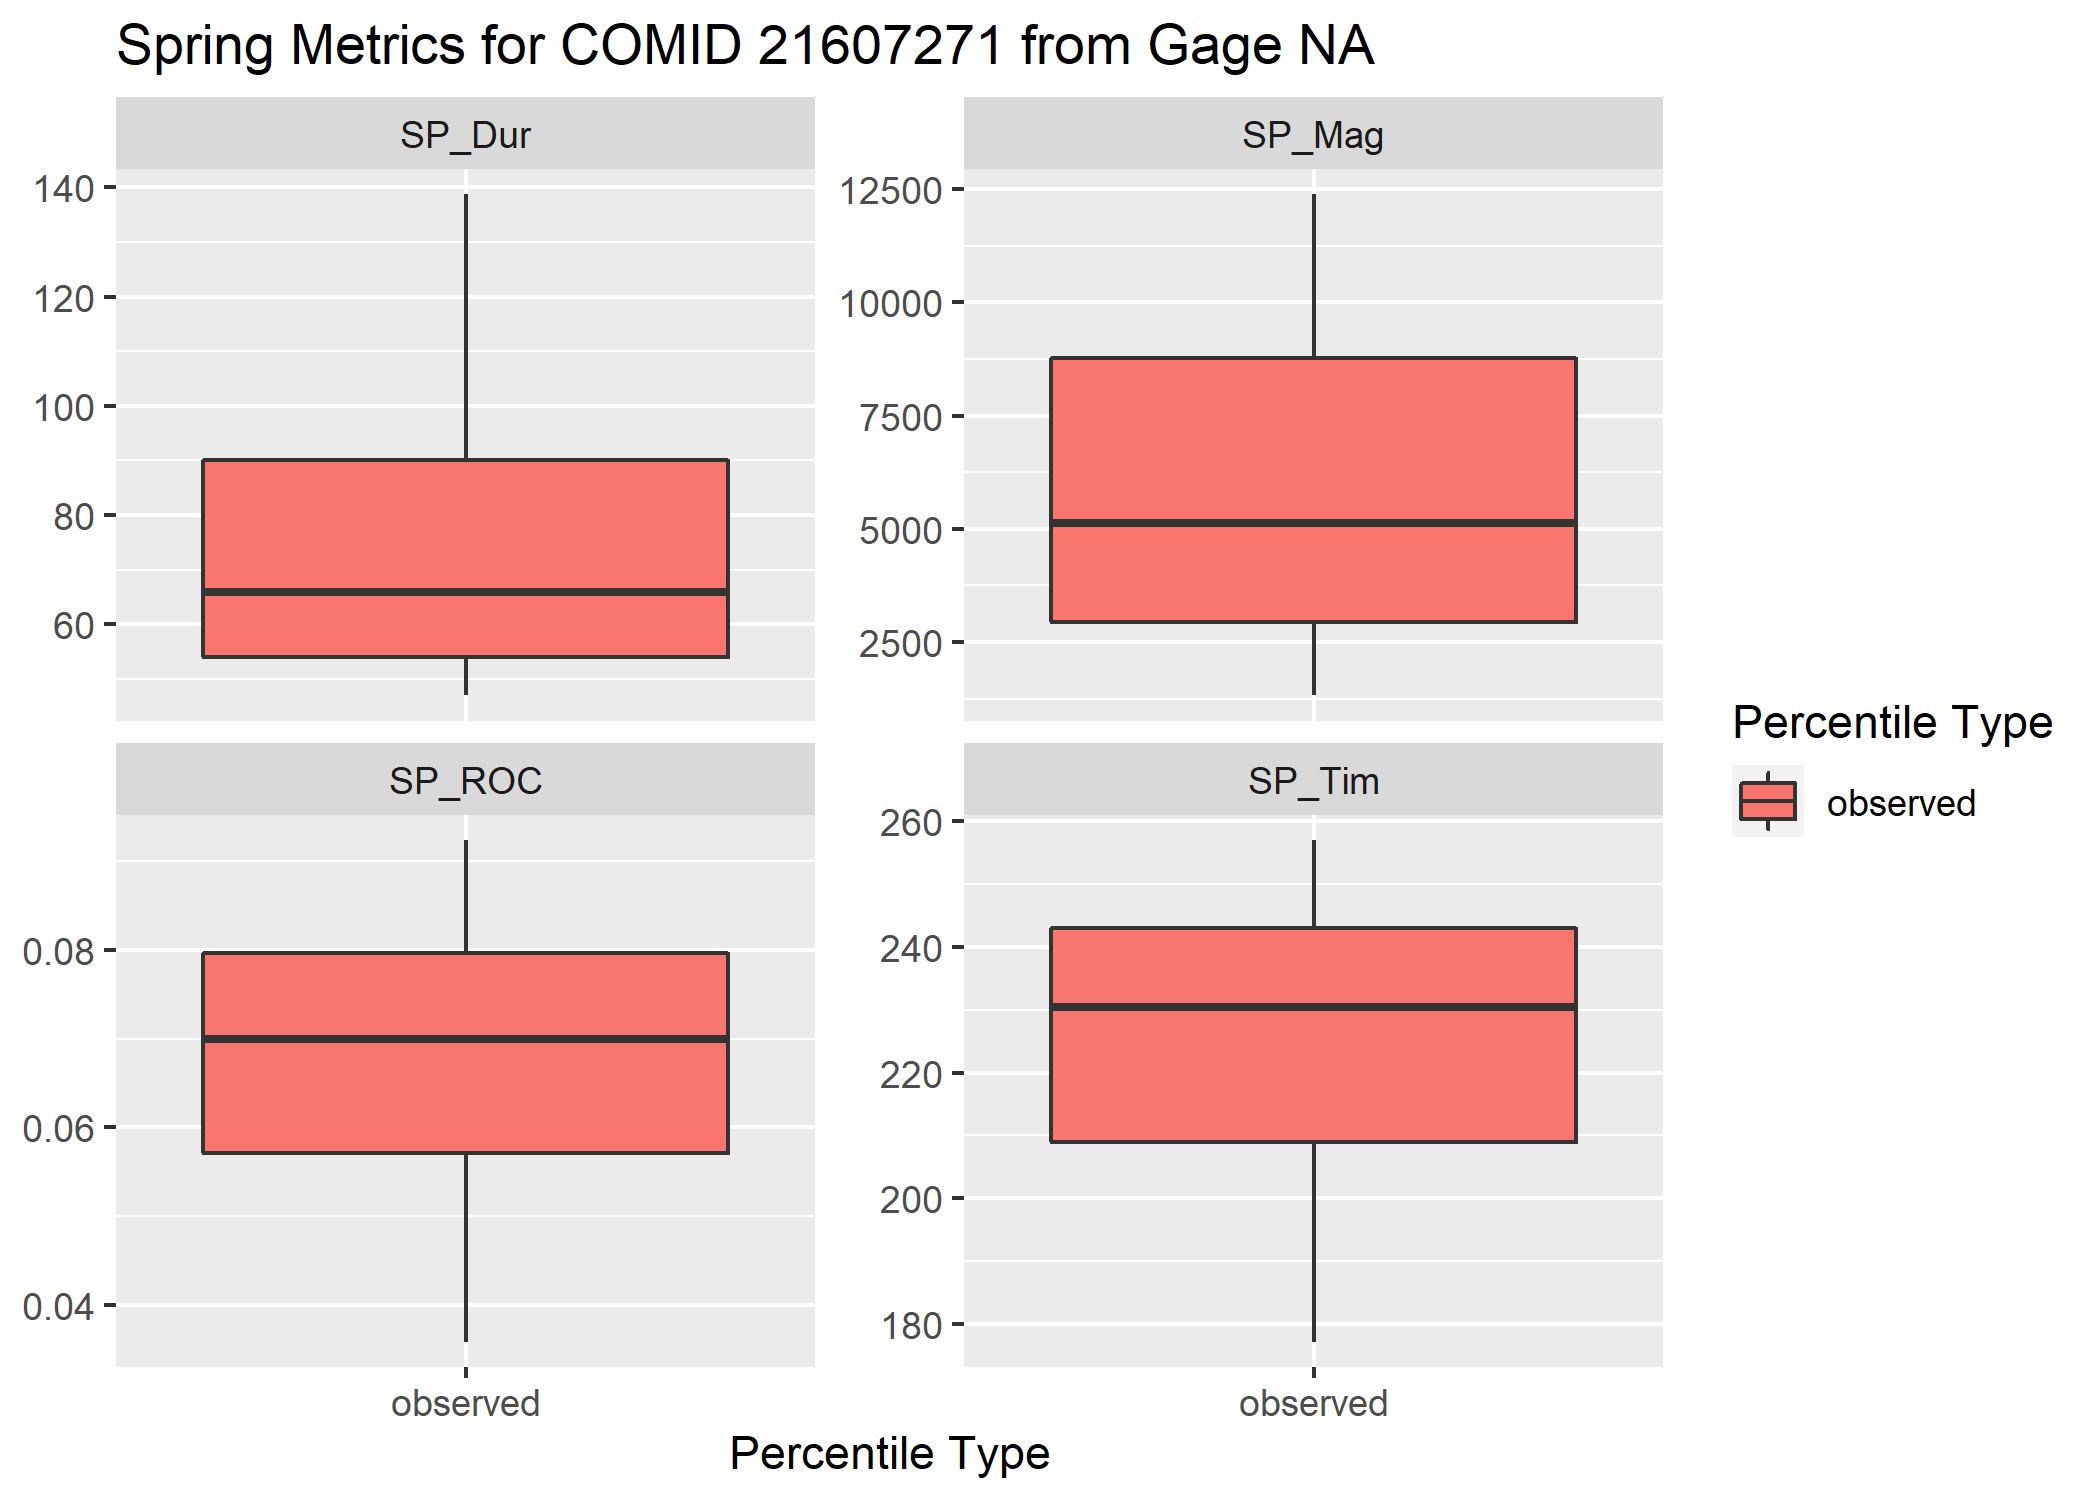 Spring Metrics for COMID 21607271 from Gage NA
SP_Dur
SP_Mag
140
120
100
80
60
12500
10000
7500
5000
2500
SP_ROC
SP_Tim
0.08
0.06
0.04
260
240
220
200
180
observed
observed
Percentile Type
Percentile Type
observed